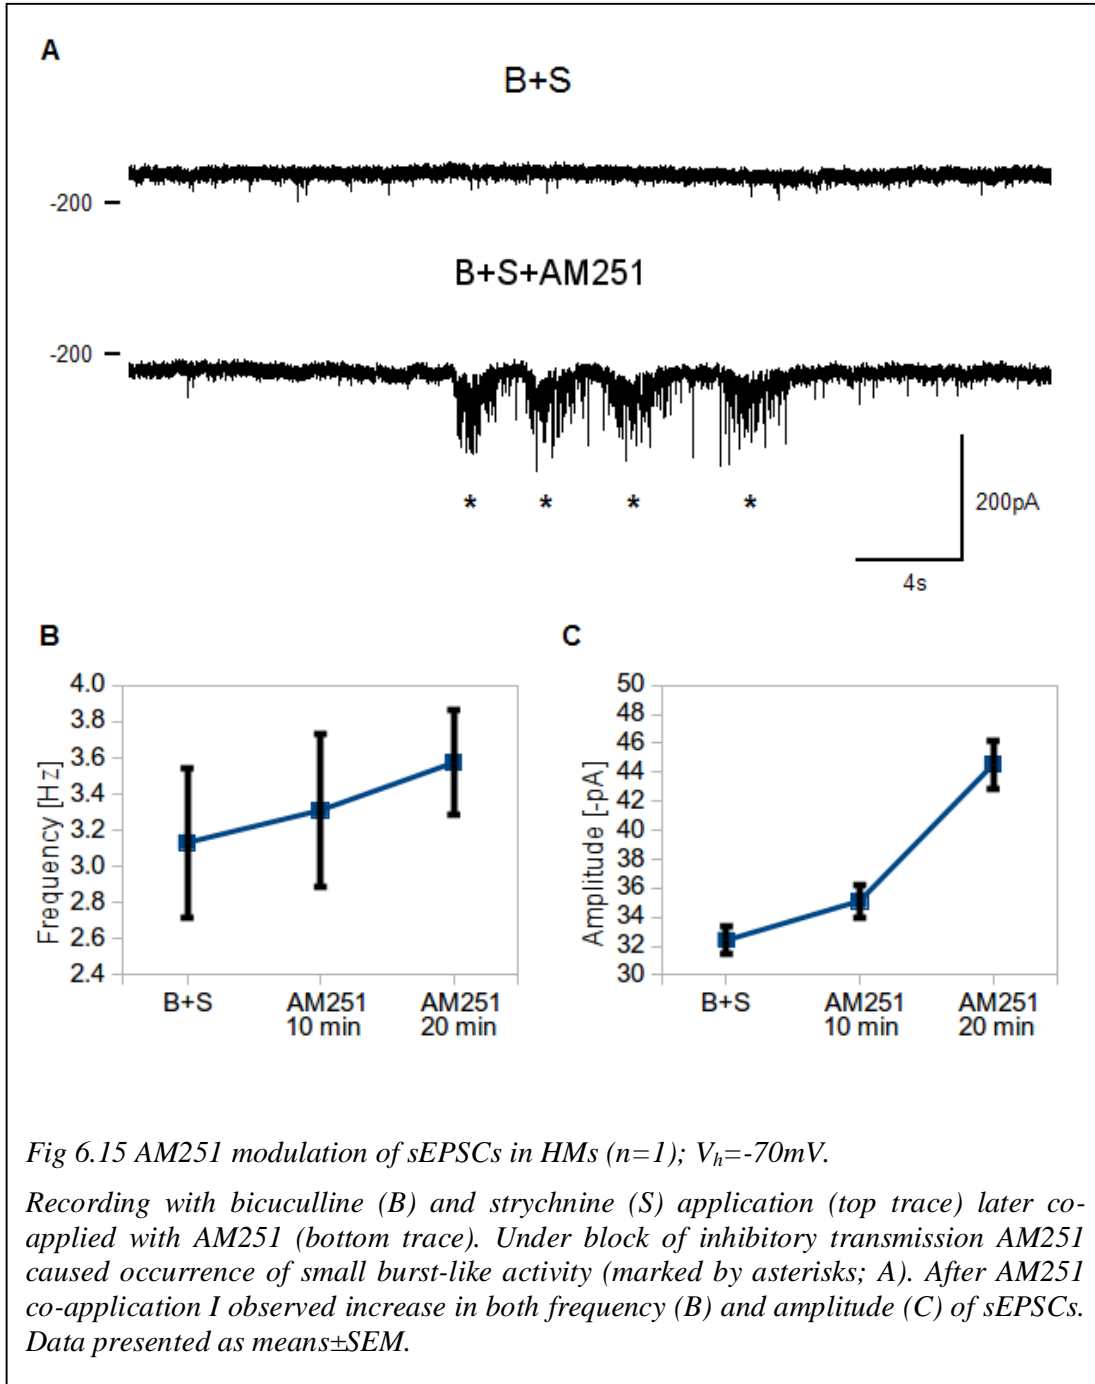 A
B+S
-200
B+S+AM251
-200
* * * *
200pA
4s
B
4.0
3.8
3.6
3.4
3.2
3.0
2.8
2.6
2.4
Frequency [Hz]
B+S AM251 AM251
10 min 20 min
C
50
48
46
44
42
40
38
36
34
32
30
Amplitude [-pA]
B+S AM251 AM251
10 min 20 min
Fig 6.15 AM251 modulation of sEPSCs in HMs (n=1); Vh=-70mV.
Recording with bicuculline (B) and strychnine (S) application (top trace) later co-
applied with AM251 (bottom trace). Under block of inhibitory transmission AM251
caused occurrence of small burst-like activity (marked by asterisks; A). After AM251
co-application I observed increase in both frequency (B) and amplitude (C) of sEPSCs.
Data presented as means±SEM.